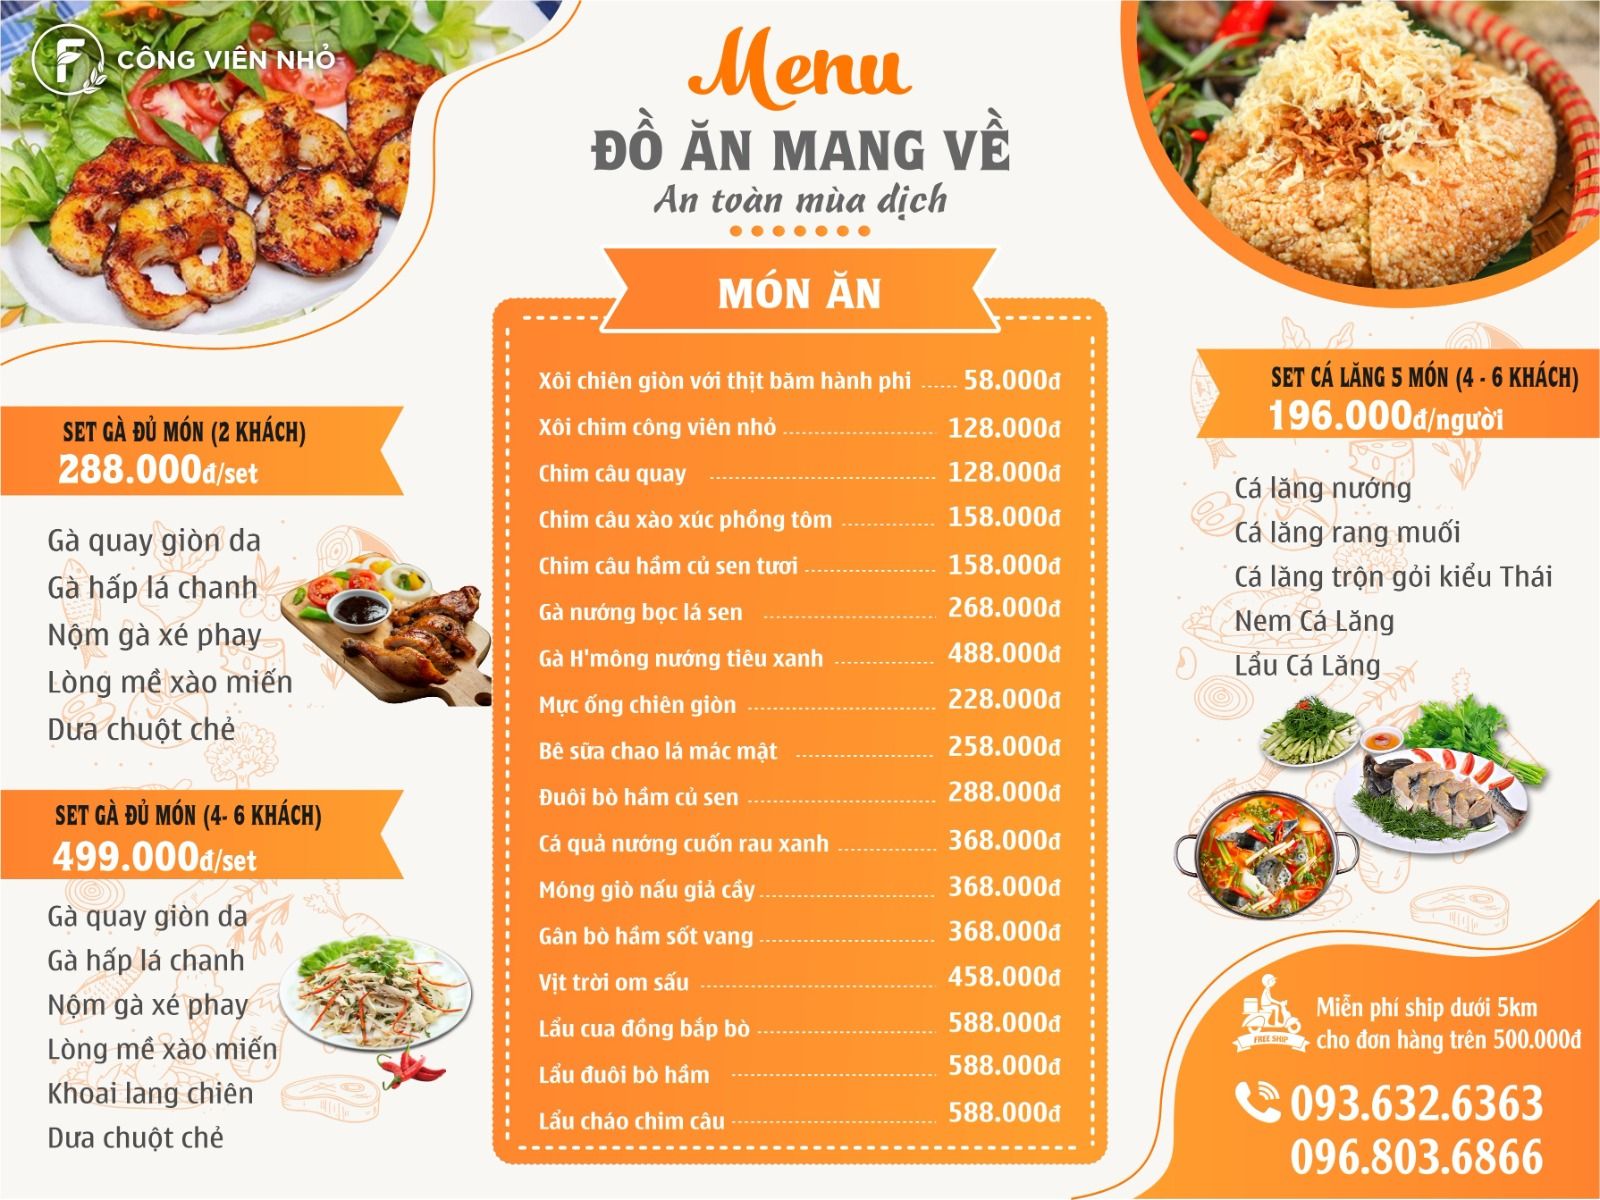 F CÔNG VIÊN NHỎ
Menu
ĐỒ ĂN MANG VỀ
An toàn mùa dịch
MÓN ĂN
Xôi chiên giòn với thịt băm hành phi 58.000đ
Xôi chim công viên nhỏ 128.000đ
Chim câu quay 128.000đ
Chim câu xào xúc phồng tôm 158.000đ
Chim câu hầm củ sen tươi 158.000đ
Gà nướng bọc lá sen 268.000đ
Gà H'mông nướng tiêu xanh 488.000đ
Mực ống chiên giòn 228.000đ
Bê sữa chao lá mác mật 258.000đ
Đuôi bò hầm củ sen 288.000đ
Cá quả nướng cuốn rau xanh 368.000đ
Móng giò nấu giả cầy 368.000đ
Gân bò hầm sốt vang 368.000đ
Vịt trời om sấu 458.000đ
Lẩu cua đồng bắp bò 588.000đ
Lẩu đuôi bò hầm 588.000đ
Lẩu cháo chim câu 588.000đ
SET GÀ ĐỦ MÓN (2 KHÁCH)
288.000đ/set
Gà quay giòn da
Gà hấp lá chanh
Nộm gà xé phay
Lòng mề xào miến
Dưa chuột chẻ
SET GÀ ĐỦ MÓN (4- 6 KHÁCH)
499.000đ/set
Gà quay giòn da
Gà hấp lá chanh
Nộm gà xé phay
Lòng mề xào miến
Khoai lang chiên
Dưa chuột chẻ
SET CÁ LĂNG 5 MÓN (4 - 6 KHÁCH)
196.000đ/người
Cá lăng nướng
Cá lăng rang muối
Cá lăng trộn gỏi kiểu Thái
Nem Cá Lăng
Lẩu Cá Lăng
FREE SHIP
Miễn phí ship dưới 5km
cho đơn hàng trên 500.000đ
093.632.6363
096.803.6866